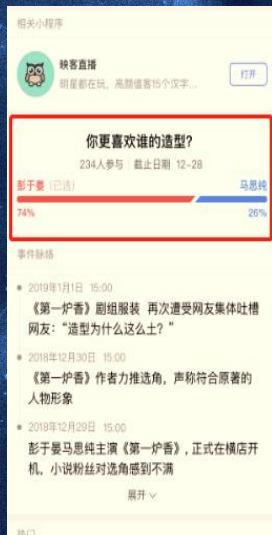 相关小程序
映客直播
明星都在玩，高颜值客15个汉字...
打开
你更喜欢谁的造型?
234人参与 截止日期 12-28
彭于晏 (已选) 马思纯
74% 26%
事件脉络
2019年1月1日 15:00
《第一炉香》剧组服装 再次遭受网友集体吐槽
网友：“造型为什么这么土？”
2018年12月30日 15:00
《第一炉香》作者力推选角，声称符合原著的
人物形象
2018年12月29日 15:00
彭于晏马思纯主演《第一炉香》, 正式在横店开
机，小说粉丝对选角感到不满
展开
热门